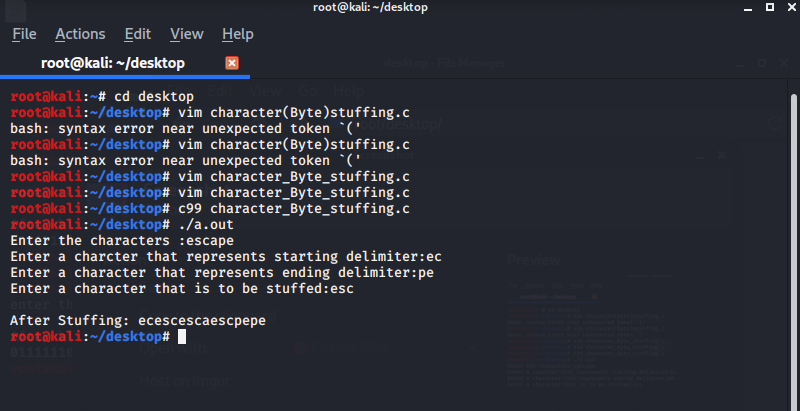 root@kali: ~/desktop
File Actions Edit View Help
root@kali: ~/desktop
root@kali:~# cd desktop
root@kali:~/desktop# vim character(Byte)stuffing.c
bash: syntax error near unexpected token `('
root@kali:~/desktop# vim character(Byte)stuffing.c
bash: syntax error near unexpected token `('
root@kali:~/desktop# vim character_Byte_stuffing.c
root@kali:~/desktop# vim character_Byte_stuffing.c
root@kali:~/desktop# c99 character_Byte_stuffing.c
root@kali:~/desktop# ./a.out
Enter the characters :escape
Enter a charcter that represents starting delimiter:ec
Enter a character that represents ending delimiter:pe
Enter a character that is to be stuffed:esc
After Stuffing: ecescescaescpepe
root@kali:~/desktop#